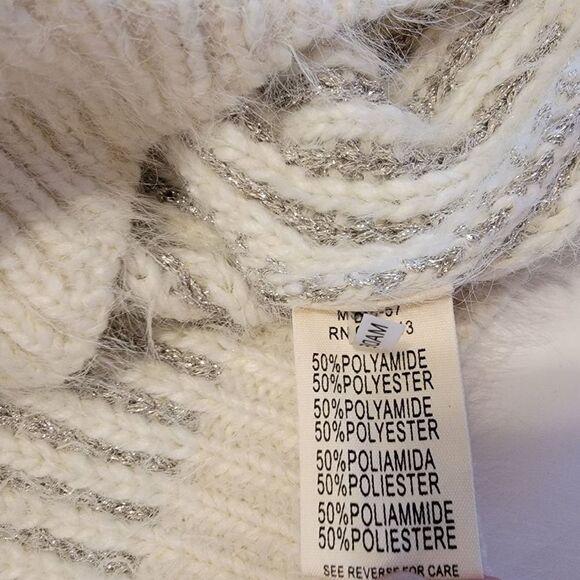 RN
50%POLYAMIDE
50%POLYESTER
50%POLYAMIDE
50%POLYESTER
50%POLIAMIDA
50%POLIESTER
50%POLIAMMIDE
50%POLIESTERE
SEE REVERSE FOR CARE